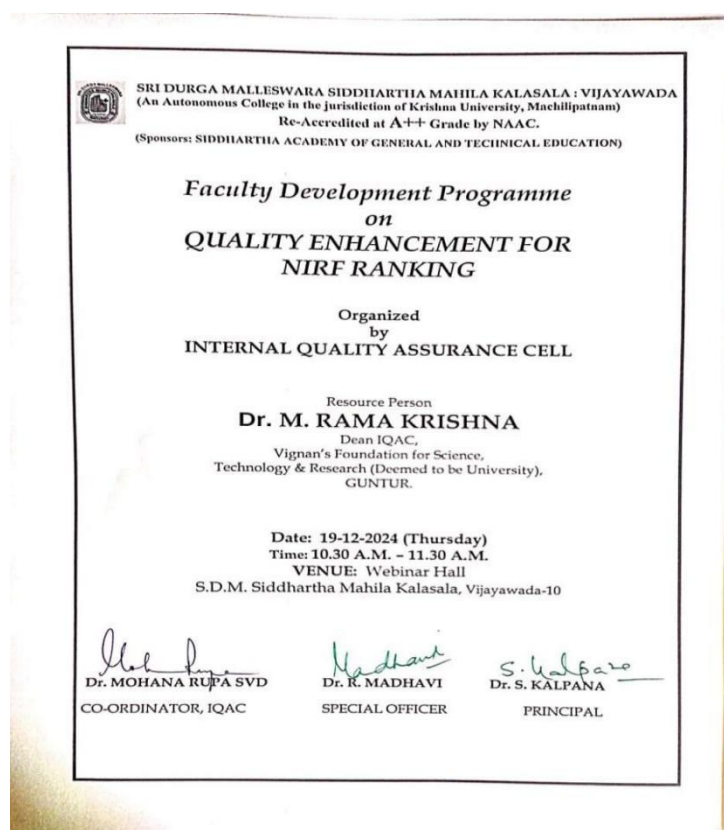 SRI DURGA MALLESWARA SIDDHARTHA MAHILA KALASALA : VIJAYAWADA
(An Autonomous College in the jurisdiction of Krishna University, Machilipatnam)
Re-Accredited at A++ Grade by NAAC.
(Sponsors: SIDDHARTHA ACADEMY OF GENERAL AND TECHNICAL EDUCATION)
Faculty Development Programme
on
QUALITY ENHANCEMENT FOR
NIRF RANKING
Organized
by
INTERNAL QUALITY ASSURANCE CELL
Resource Person
Dr. M. RAMA KRISHNA
Dean IQAC,
Vignan's Foundation for Science,
Technology & Research (Deemed to be University),
GUNTUR.
Date: 19-12-2024 (Thursday)
Time: 10.30 A.M. – 11.30 A.M.
VENUE: Webinar Hall
S.D.M. Siddhartha Mahila Kalasala, Vijayawada-10
Madhavi S. Kalpana
Dr. MOHANA RUPA SVD Dr. R. MADHAVI Dr. S. KALPANA
CO-ORDINATOR, IQAC SPECIAL OFFICER PRINCIPAL